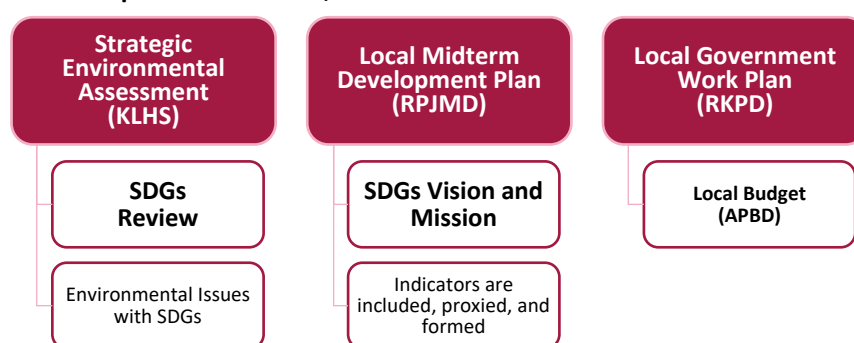 Strategic
Environmental
Assessment
(KLHS)
SDGs
Review
Environmental Issues
with SDGs
Local Midterm
Development Plan
(RPJMD)
SDGs Vision and
Mission
Indicators are
included, proxied, and
formed
Local Government
Work Plan
(RKPD)
Local Budget
(APBD)